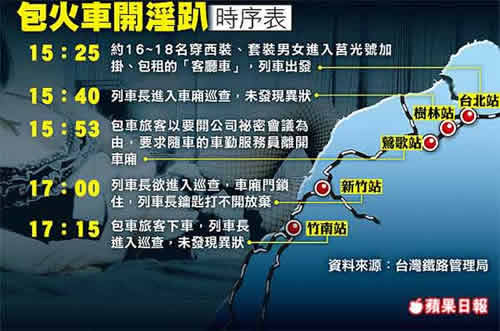 包火車開淫趴時序表
15：25 約16~18名穿西裝、套裝男女進入莒光號加
掛、包租的「客廳車」，列車出發
15：40 列車長進入車廂巡查，未發現異狀
15：53 包車旅客以要開公司祕密會議為
由，要求隨車的車勤服務員離開
車廂
17：00 列車長欲進入巡查，車廂門鎖
住，列車長鑰匙打不開放棄
17：15 包車旅客下車，列車長
進入巡查，未發現異狀
台北站
樹林站
鶯歌站
新竹站
竹南站
資料來源：台灣鐵路管理局
蘋果日報